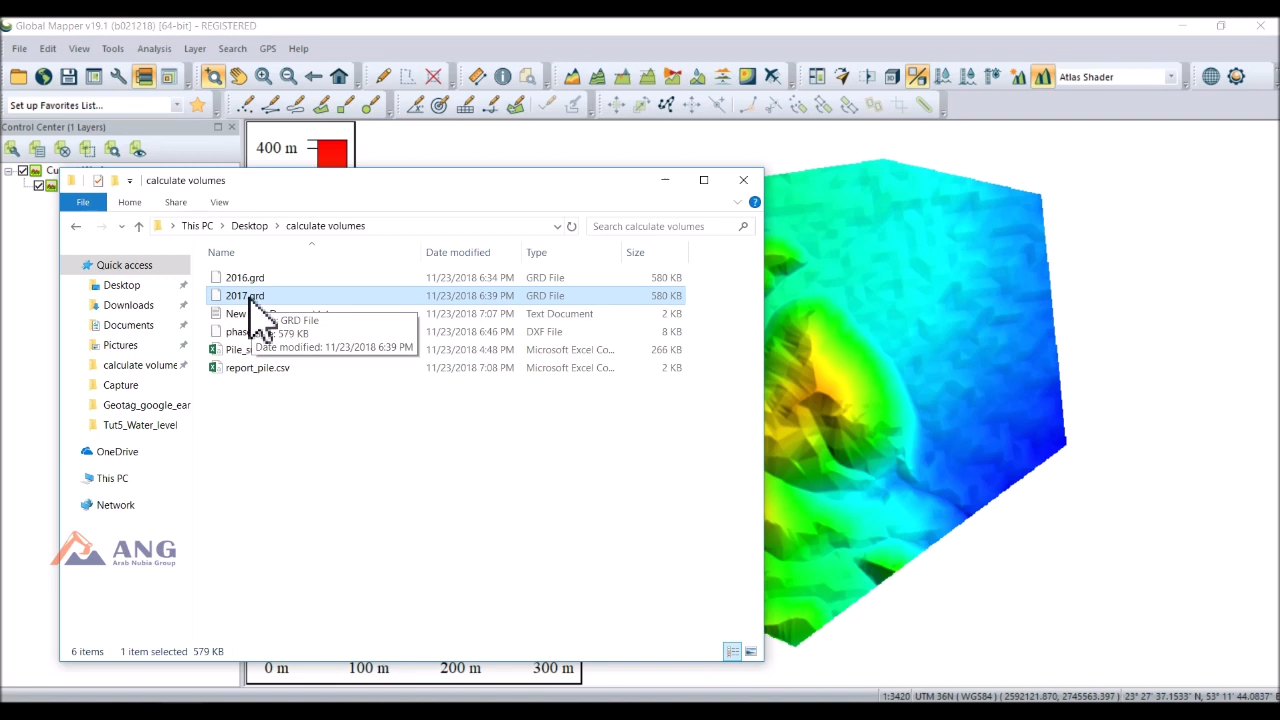 Global Mapper v19.1 (b021218) [64-bit] - REGISTERED
File Edit View Tools Analysis Layer Search GPS Help
Atlas Shader
Set up Favorites List...
Control Center (1 Layers)
400 m
calculate volumes
File Home Share View
This PC Desktop calculate volumes Search calculate volumes
Name Date modified Type Size
Quick access
Desktop
Downloads
Documents
Pictures
calculate volume
Capture
Geotag_google_ear
Tut5_Water_level
OneDrive
This PC
Network
2016.grd 11/23/2018 6:34 PM GRD File 580 KB
2017.grd 11/23/2018 6:39 PM GRD File 580 KB
New 11/23/2018 7:07 PM Text Document 2 KB
11/23/2018 6:46 PM DXF File 8 KB
11/23/2018 4:48 PM Microsoft Excel Co... 266 KB
report_pile.csv 11/23/2018 7:08 PM Microsoft Excel Co... 2 KB
GRD File
579 KB
Date modified: 11/23/2018 6:39 PM
ANG
Arab Nubia Group
6 items 1 item selected 579 KB
0 m 100 m 200 m 300 m
1:3420 UTM 36N (WGS84) ( 2592121.870, 2745563.397) 23° 27' 37.1533" N, 53° 11' 44.0837" E